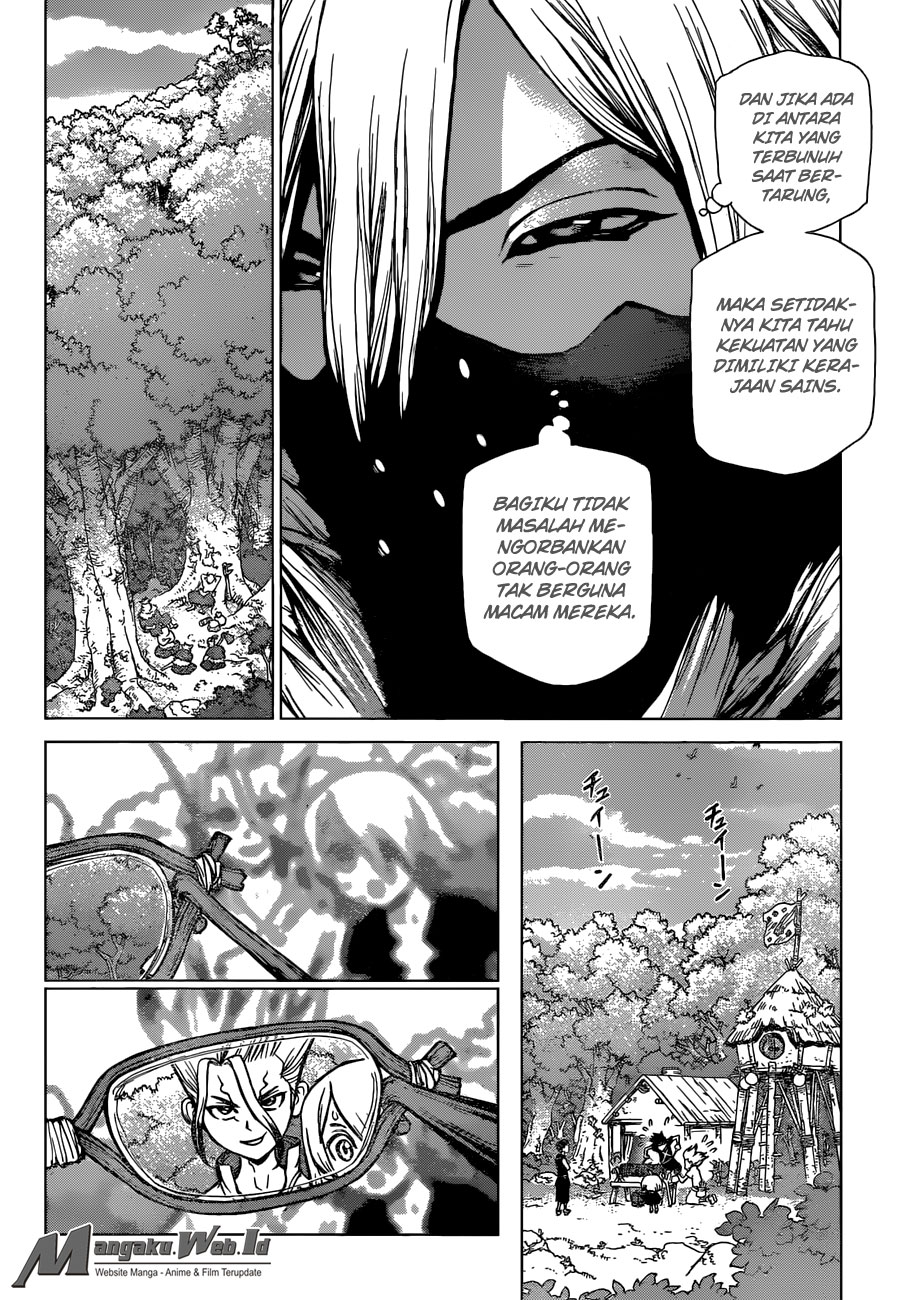 DAN JIKA ADA
DI ANTARA
KITA YANG
TERBUNUH
SAAT BER-
TARUNG,
MAKA SETIDAK-
NYA KITA TAHU
KEKUATAN YANG
DIMILIKI KERA-
JAAN SAINS.
BAGIKU TIDAK
MASALAH ME-
NGORBANKAN
ORANG-ORANG
TAK BERGUNA
MACAM MEREKA.
チュイーン
チュイーン
Mangaku.Web.Id
Website Manga - Anime & Film Terupdate